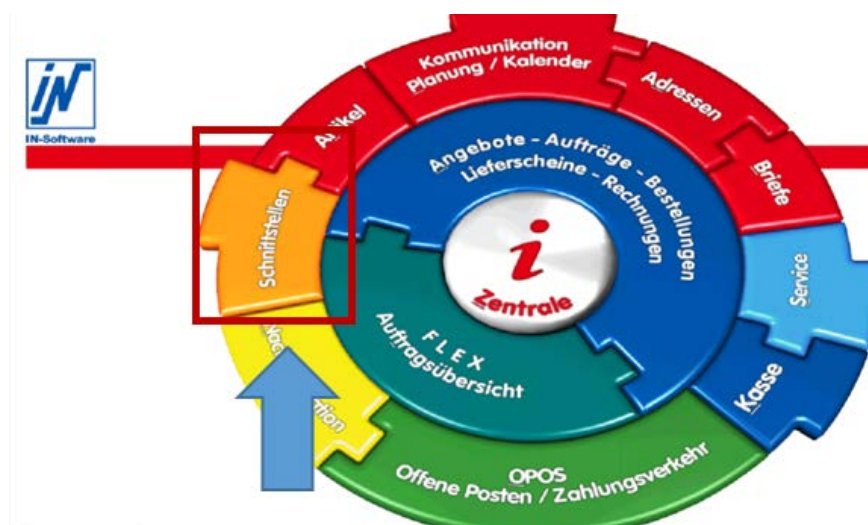 iN
IN-Software
Kommunikation
Planung / Kalender
Adressen
Artikel
Briefe
Angebote - Aufträge - Bestellungen
Lieferscheine - Rechnungen
Schnittstellen
Service
i
Zentrale
FLEX
Auftragsübersicht
Kasse
OPOS
Offene Posten / Zahlungsverkehr